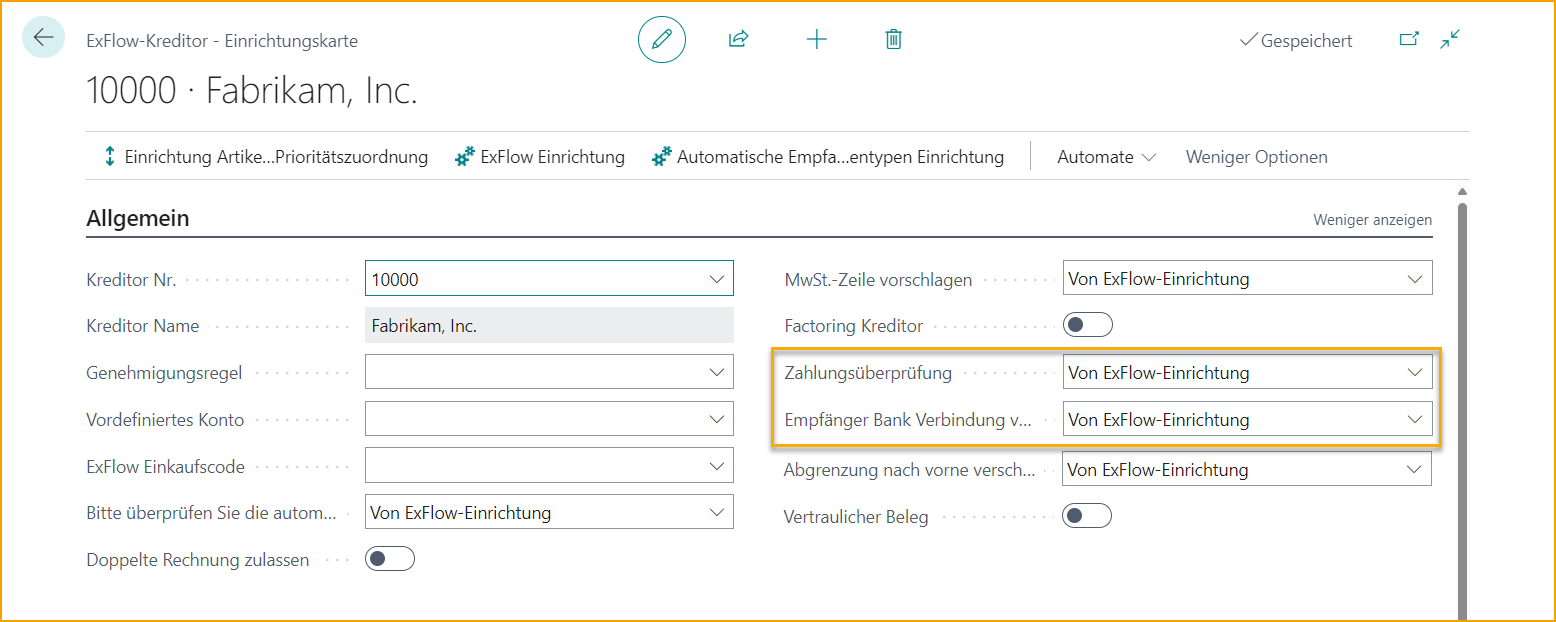 ExFlow-Kreditor - Einrichtungskarte
Gespeichert
10000 · Fabrikam, Inc.
Einrichtung Artike...Prioritätszuordnung
ExFlow Einrichtung
Automatische Empfa...entypen Einrichtung
Automate
Weniger Optionen
Allgemein
Weniger anzeigen
Kreditor Nr.
10000
Kreditor Name
Fabrikam, Inc.
Genehmigungsregel
Vordefiniertes Konto
ExFlow Einkaufscode
Bitte überprüfen Sie die autom...
Von ExFlow-Einrichtung
Doppelte Rechnung zulassen
MwSt.-Zeile vorschlagen
Von ExFlow-Einrichtung
Factoring Kreditor
Zahlungsüberprüfung
Von ExFlow-Einrichtung
Empfänger Bank Verbindung v...
Von ExFlow-Einrichtung
Abgrenzung nach vorne versch...
Von ExFlow-Einrichtung
Vertraulicher Beleg